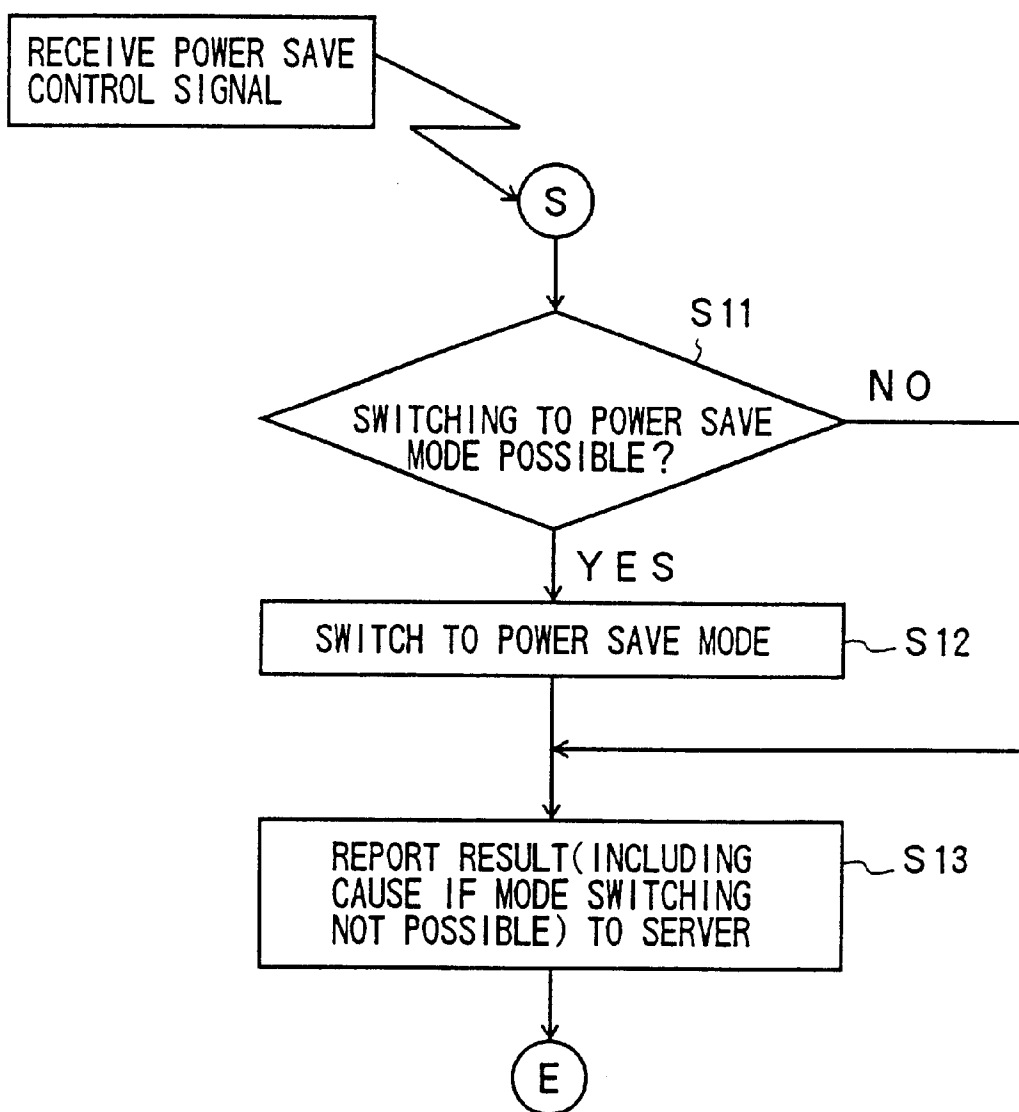 RECEIVE POWER SAVE
CONTROL SIGNAL
S
S11
NO
SWITCHING TO POWER SAVE
MODE POSSIBLE?
YES
SWITCH TO POWER SAVE MODE
S12
REPORT RESULT(INCLUDING
CAUSE IF MODE SWITCHING
NOT POSSIBLE) TO SERVER
S13
E